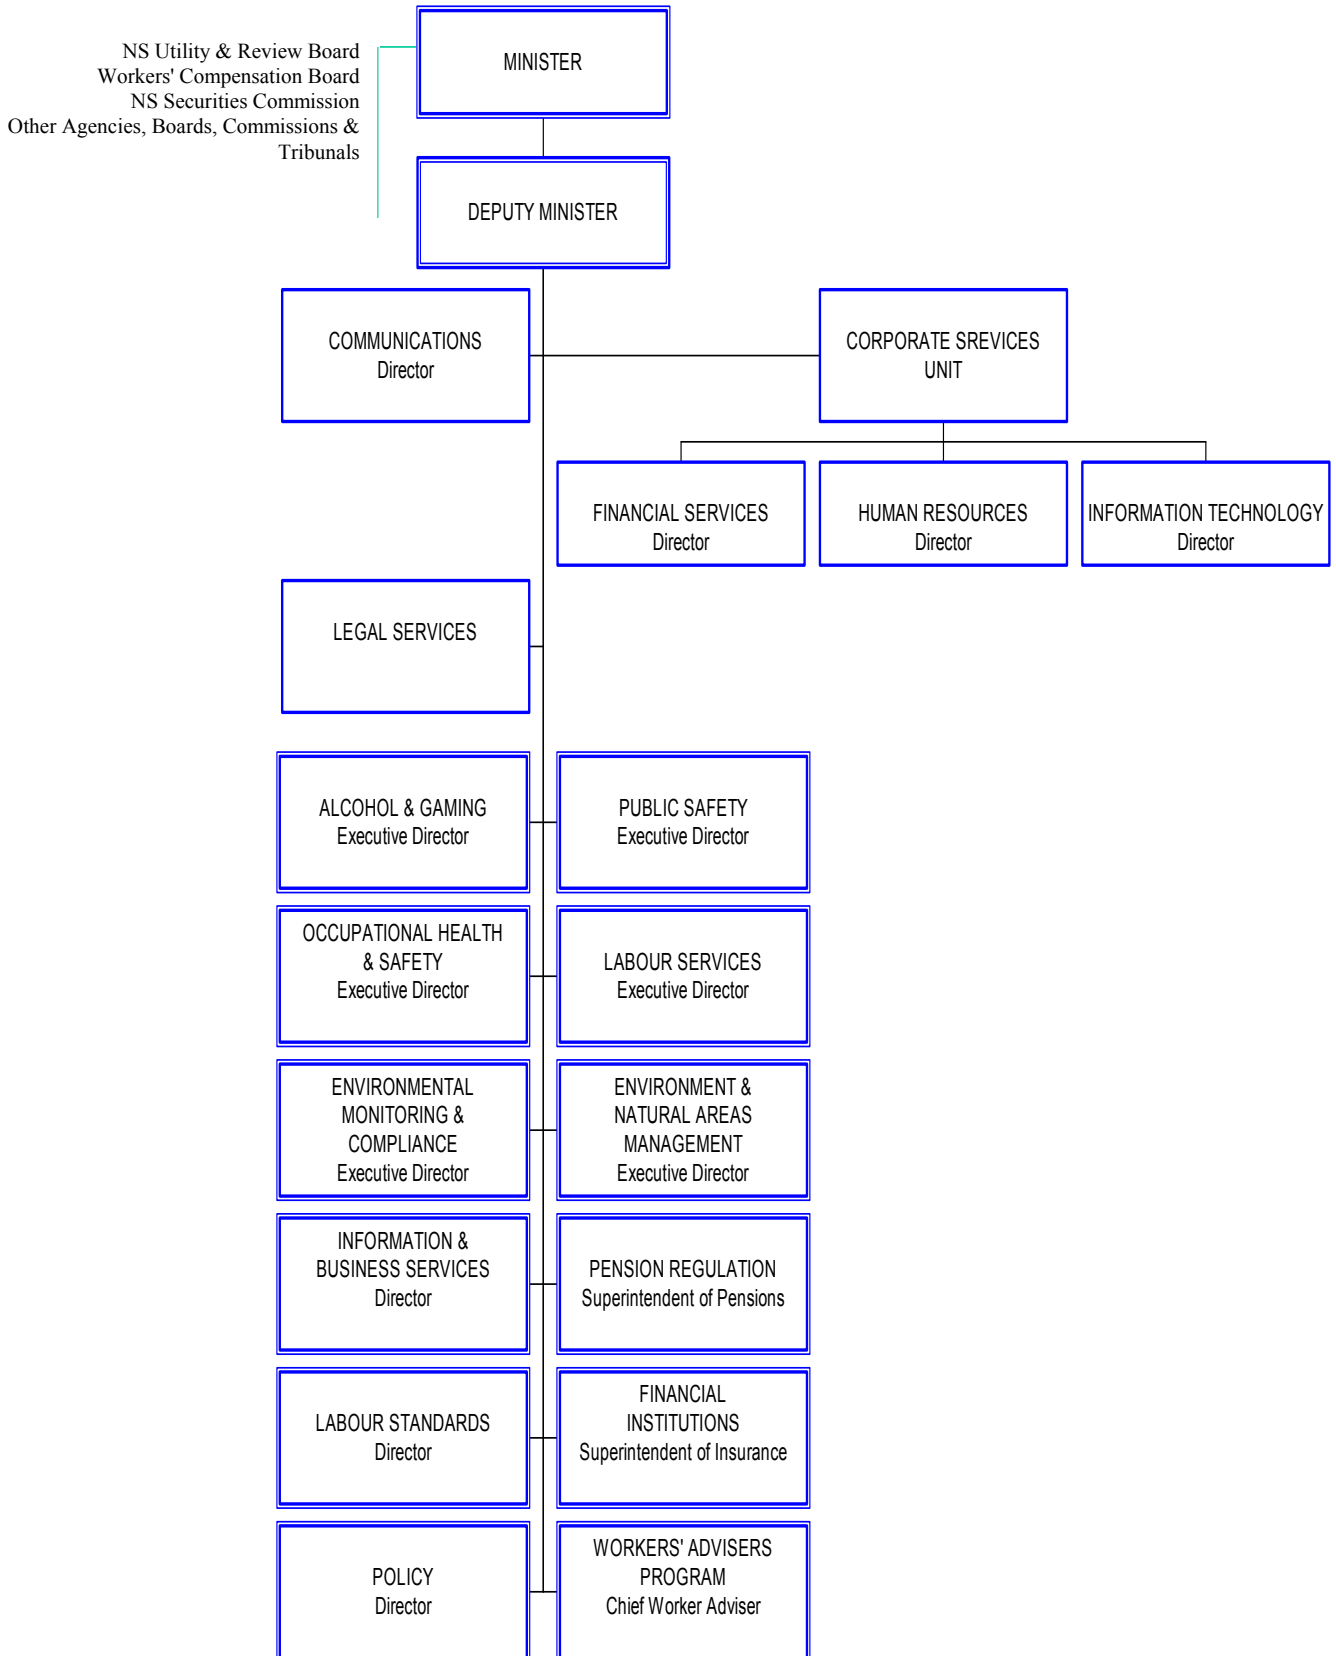 NS Utility & Review Board
Workers' Compensation Board
NS Securities Commission
Other Agencies, Boards, Commissions &
Tribunals
MINISTER
DEPUTY MINISTER
COMMUNICATIONS
Director
CORPORATE SREVICES
UNIT
FINANCIAL SERVICES
Director
HUMAN RESOURCES
Director
INFORMATION TECHNOLOGY
Director
LEGAL SERVICES
ALCOHOL & GAMING
Executive Director
PUBLIC SAFETY
Executive Director
OCCUPATIONAL HEALTH
& SAFETY
Executive Director
LABOUR SERVICES
Executive Director
ENVIRONMENTAL
MONITORING &
COMPLIANCE
Executive Director
ENVIRONMENT &
NATURAL AREAS
MANAGEMENT
Executive Director
INFORMATION &
BUSINESS SERVICES
Director
PENSION REGULATION
Superintendent of Pensions
LABOUR STANDARDS
Director
FINANCIAL
INSTITUTIONS
Superintendent of Insurance
POLICY
Director
WORKERS' ADVISERS
PROGRAM
Chief Worker Adviser